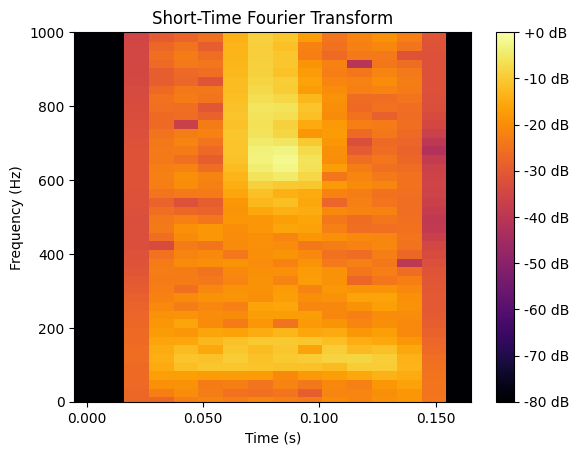 Short-Time Fourier Transform
Frequency (Hz)
1000
800
600
400
200
0
0.000
0.050
0.100
0.150
Time (s)
+0 dB
-10 dB
-20 dB
-30 dB
-40 dB
-50 dB
-60 dB
-70 dB
-80 dB